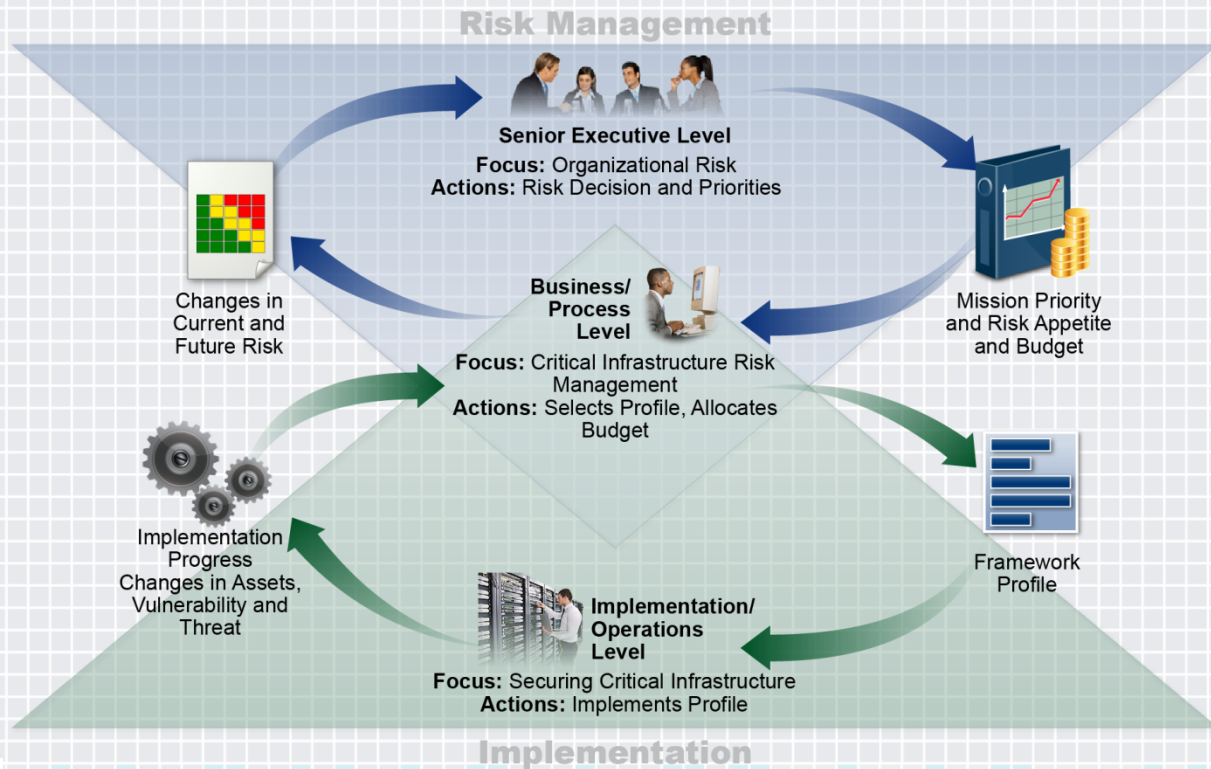 Risk Management
Senior Executive Level
Focus: Organizational Risk
Actions: Risk Decision and Priorities
Changes in
Current and
Future Risk
Mission Priority
and Risk Appetite
and Budget
Business/
Process
Level
Focus: Critical Infrastructure Risk
Management
Actions: Selects Profile, Allocates
Budget
Implementation
Progress
Changes in Assets,
Vulnerability and
Threat
Framework
Profile
Implementation/
Operations
Level
Focus: Securing Critical Infrastructure
Actions: Implements Profile
Implementation